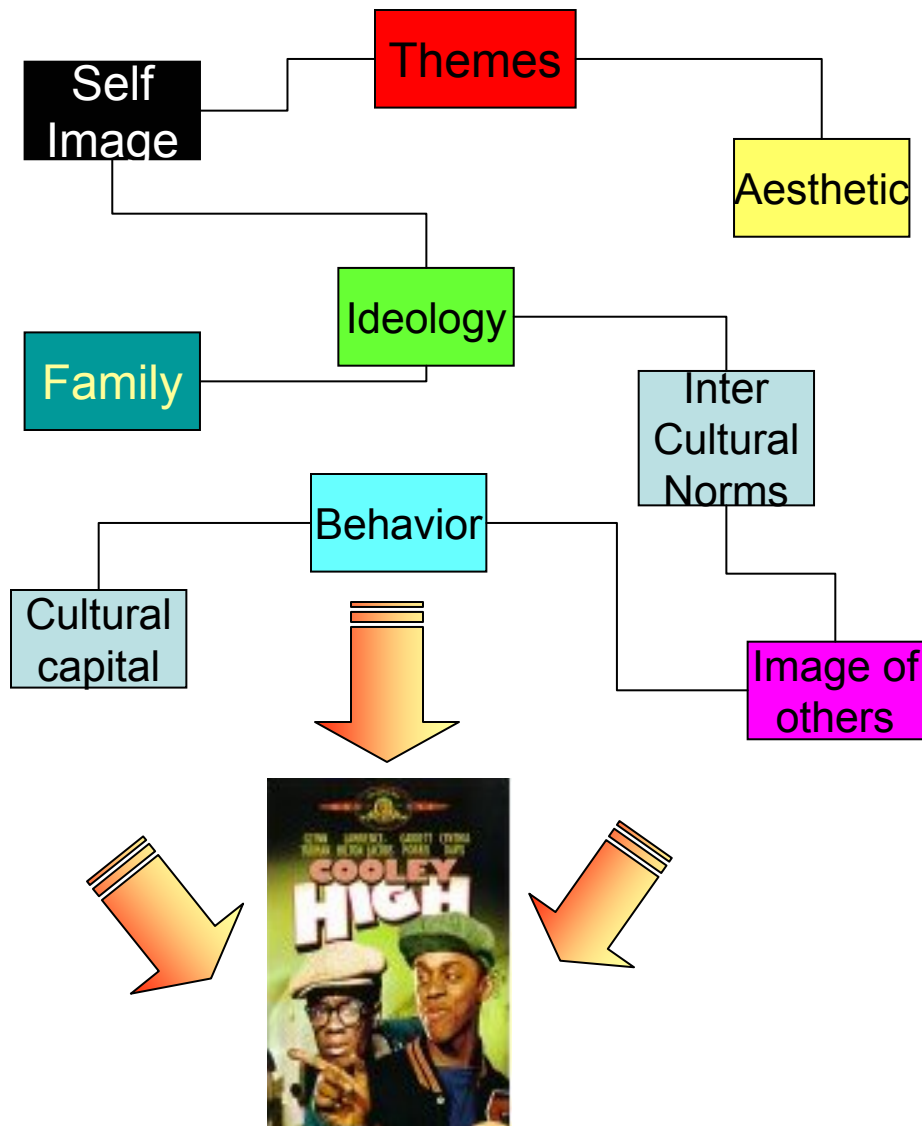 Themes
Self
Image
Aesthetic
Ideology
Family
Inter
Cultural
Norms
Behavior
Cultural
capital
Image of
others
COOLEY
HIGH